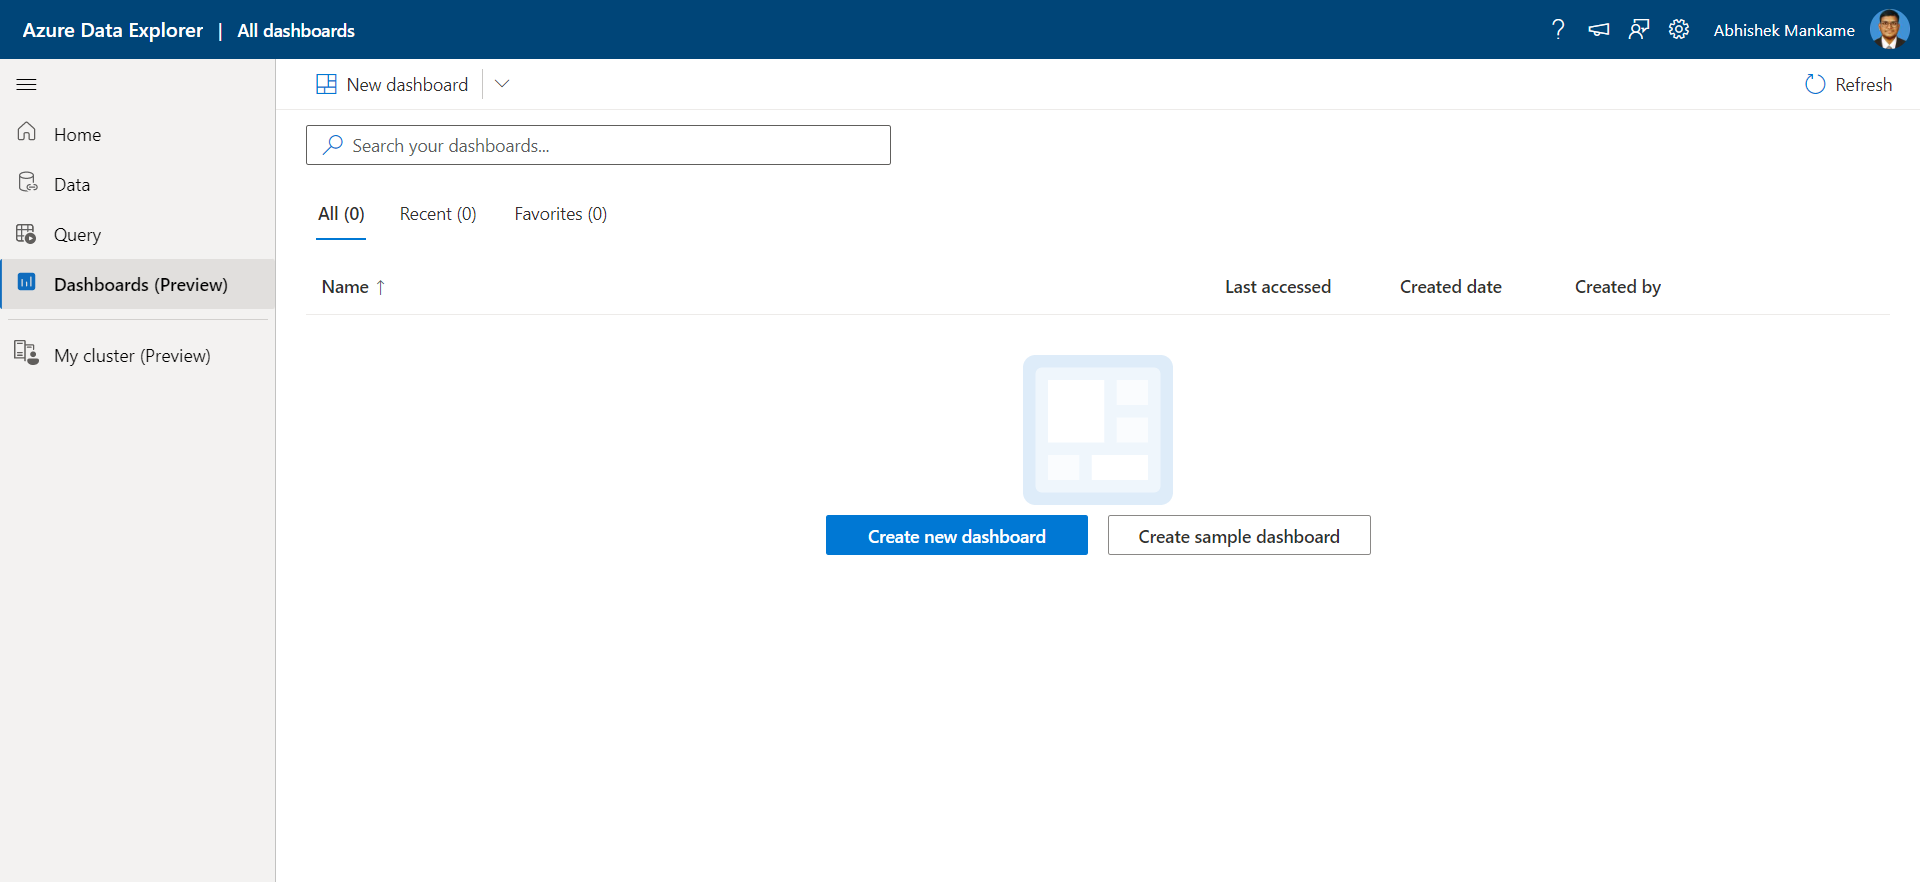 Azure Data Explorer | All dashboards
Abhishek Mankame
New dashboard
Refresh
Home
Data
Query
Dashboards (Preview)
My cluster (Preview)
Search your dashboards...
All (0) Recent (0) Favorites (0)
Name ↑ Last accessed Created date Created by
Create new dashboard Create sample dashboard